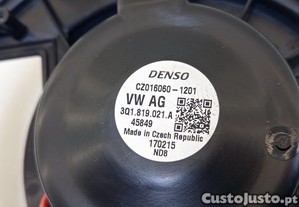 DENSO
CZ016060-1201
VW AG
3Q1.819.021.A
45849
Made in Czech Republic
170215
ND8
CustoJusto.pt